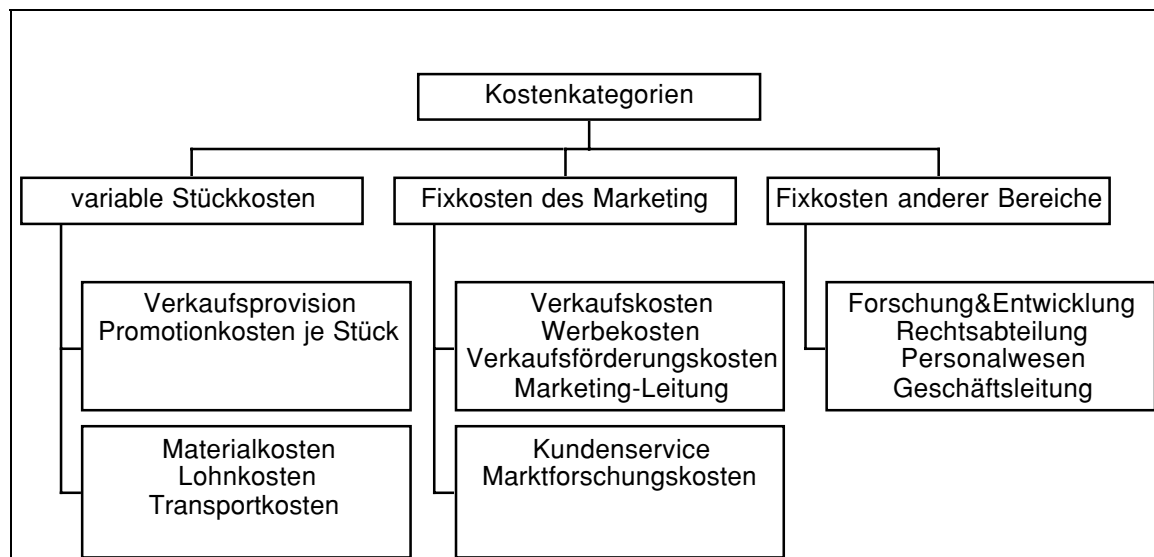 Kostenkategorien
variable Stückkosten
Fixkosten des Marketing
Fixkosten anderer Bereiche
Verkaufsprovision
Promotionkosten je Stück
Materialkosten
Lohnkosten
Transportkosten
Verkaufskosten
Werbekosten
Verkaufsförderungskosten
Marketing-Leitung
Kundenservice
Marktforschungskosten
Forschung&Entwicklung
Rechtsabteilung
Personalwesen
Geschäftsleitung